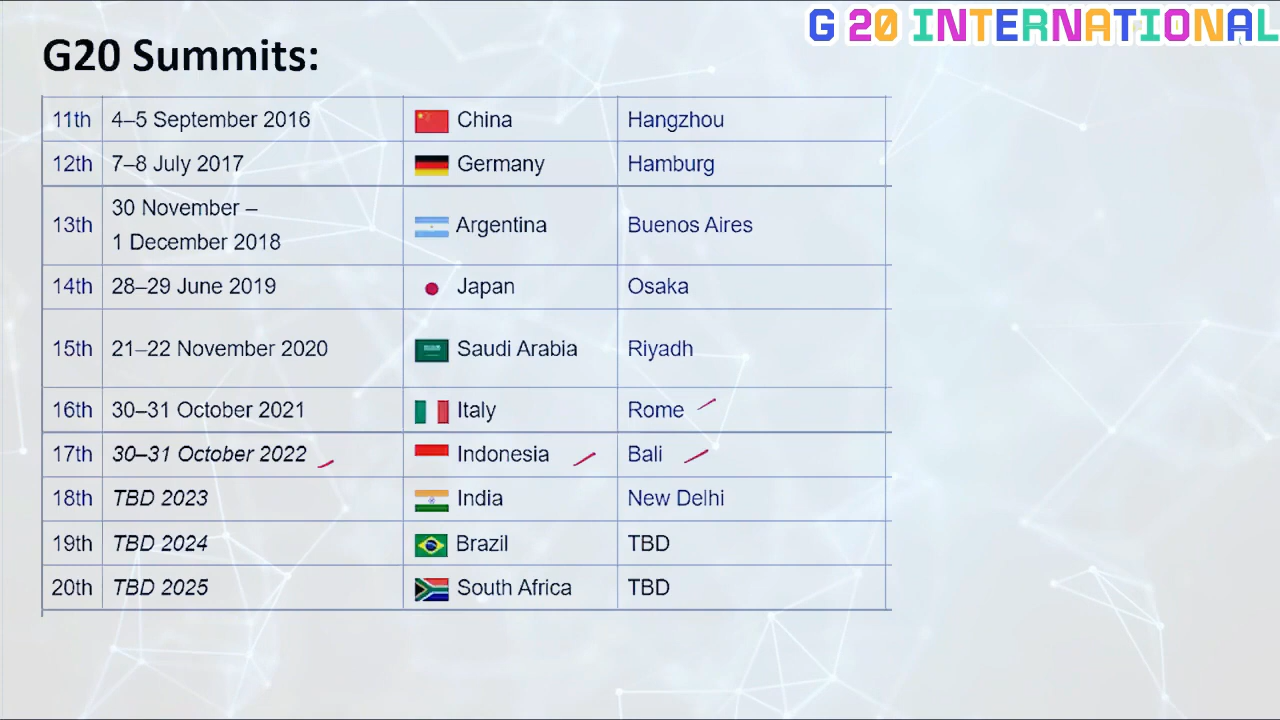 G 20 INTERNATIONAL
G20 Summits:
11th 4–5 September 2016 China Hangzhou
12th 7–8 July 2017 Germany Hamburg
13th 30 November –
1 December 2018 Argentina Buenos Aires
14th 28–29 June 2019 Japan Osaka
15th 21–22 November 2020 Saudi Arabia Riyadh
16th 30–31 October 2021 Italy Rome
17th 30–31 October 2022 Indonesia Bali
18th TBD 2023 India New Delhi
19th TBD 2024 Brazil TBD
20th TBD 2025 South Africa TBD